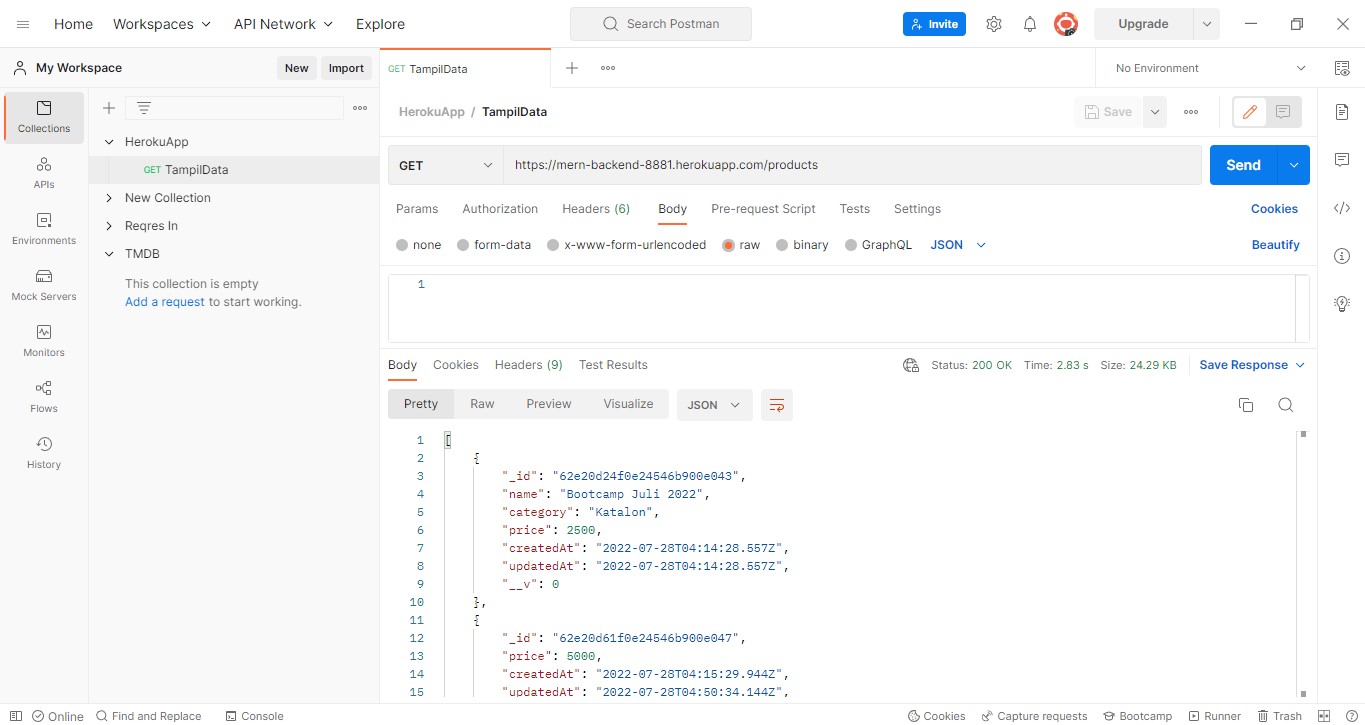 Home Workspaces API Network Explore Search Postman Invite Upgrade
My Workspace New Import GET TampilData No Environment
Collections
APIs
Environments
Mock Servers
Monitors
Flows
History
HerokuApp
GET TampilData
New Collection
Reqres In
TMDB
This collection is empty
Add a request to start working.
HerokuApp / TampilData Save
GET https://mern-backend-8881.herokuapp.com/products Send
Params Authorization Headers (6) Body Pre-request Script Tests Settings Cookies
none form-data x-www-form-urlencoded raw binary GraphQL JSON Beautify
1
Body Cookies Headers (9) Test Results Status: 200 OK Time: 2.83 s Size: 24.29 KB Save Response
Pretty Raw Preview Visualize JSON
1 [
2 {
3 "_id": "62e20d24f0e24546b900e043",
4 "name": "Bootcamp Juli 2022",
5 "category": "Katalon",
6 "price": 2500,
7 "createdAt": "2022-07-28T04:14:28.557Z",
8 "updatedAt": "2022-07-28T04:14:28.557Z",
9 "__v": 0
10 },
11 {
12 "_id": "62e20d61f0e24546b900e047",
13 "price": 5000,
14 "createdAt": "2022-07-28T04:15:29.944Z",
15 "updatedAt": "2022-07-28T04:50:34.144Z",
Online Find and Replace Console Cookies Capture requests Bootcamp Runner Trash